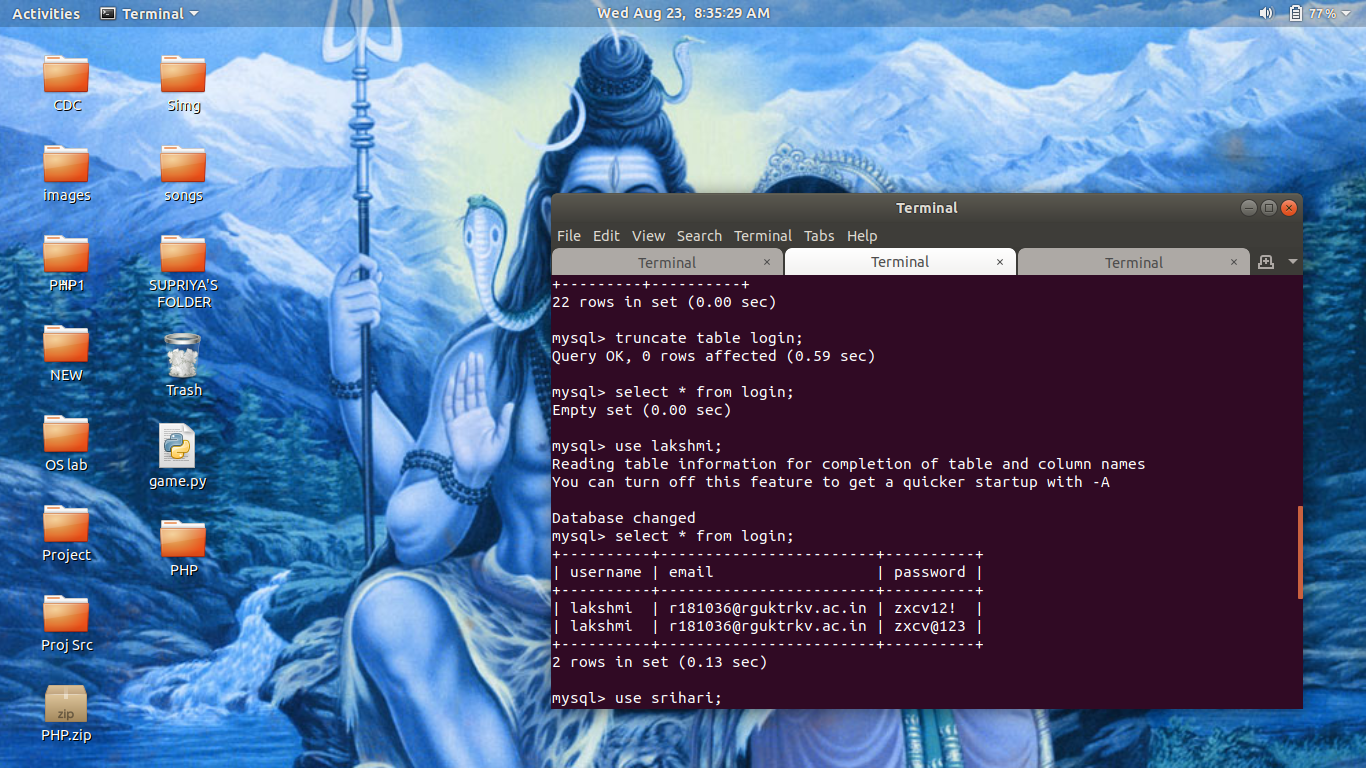 Activities Terminal Wed Aug 23, 8:35:29 AM 77%
CDC Simg
images songs
SUPRIYA'S
FOLDER
NEW Trash
OS lab game.py
Project PHP
Proj Src
zip
PHP.zip
Terminal
File Edit View Search Terminal Tabs Help
Terminal × Terminal × Terminal ×
+---------+----------+
22 rows in set (0.00 sec)
mysql> truncate table login;
Query OK, 0 rows affected (0.59 sec)
mysql> select * from login;
Empty set (0.00 sec)
mysql> use lakshmi;
Reading table information for completion of table and column names
You can turn off this feature to get a quicker startup with -A
Database changed
mysql> select * from login;
+----------+------------------------+----------+
| username | email                  | password |
+----------+------------------------+----------+
| lakshmi  | r181036@rguktrkv.ac.in | zxcv12!  |
| lakshmi  | r181036@rguktrkv.ac.in | zxcv@123 |
+----------+------------------------+----------+
2 rows in set (0.13 sec)
mysql> use srihari;